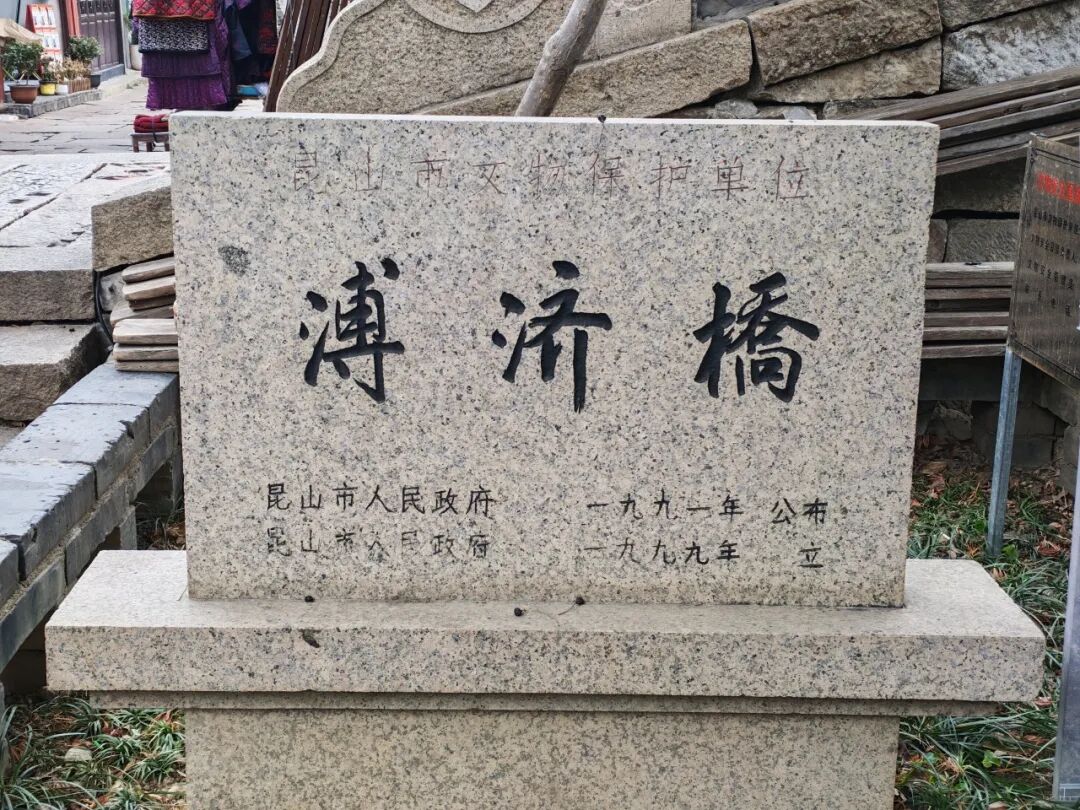 昆山市文物保护单位
溥济橋
昆山市人民政府 一九九一年 公布
昆山市人民政府 一九九九年 立